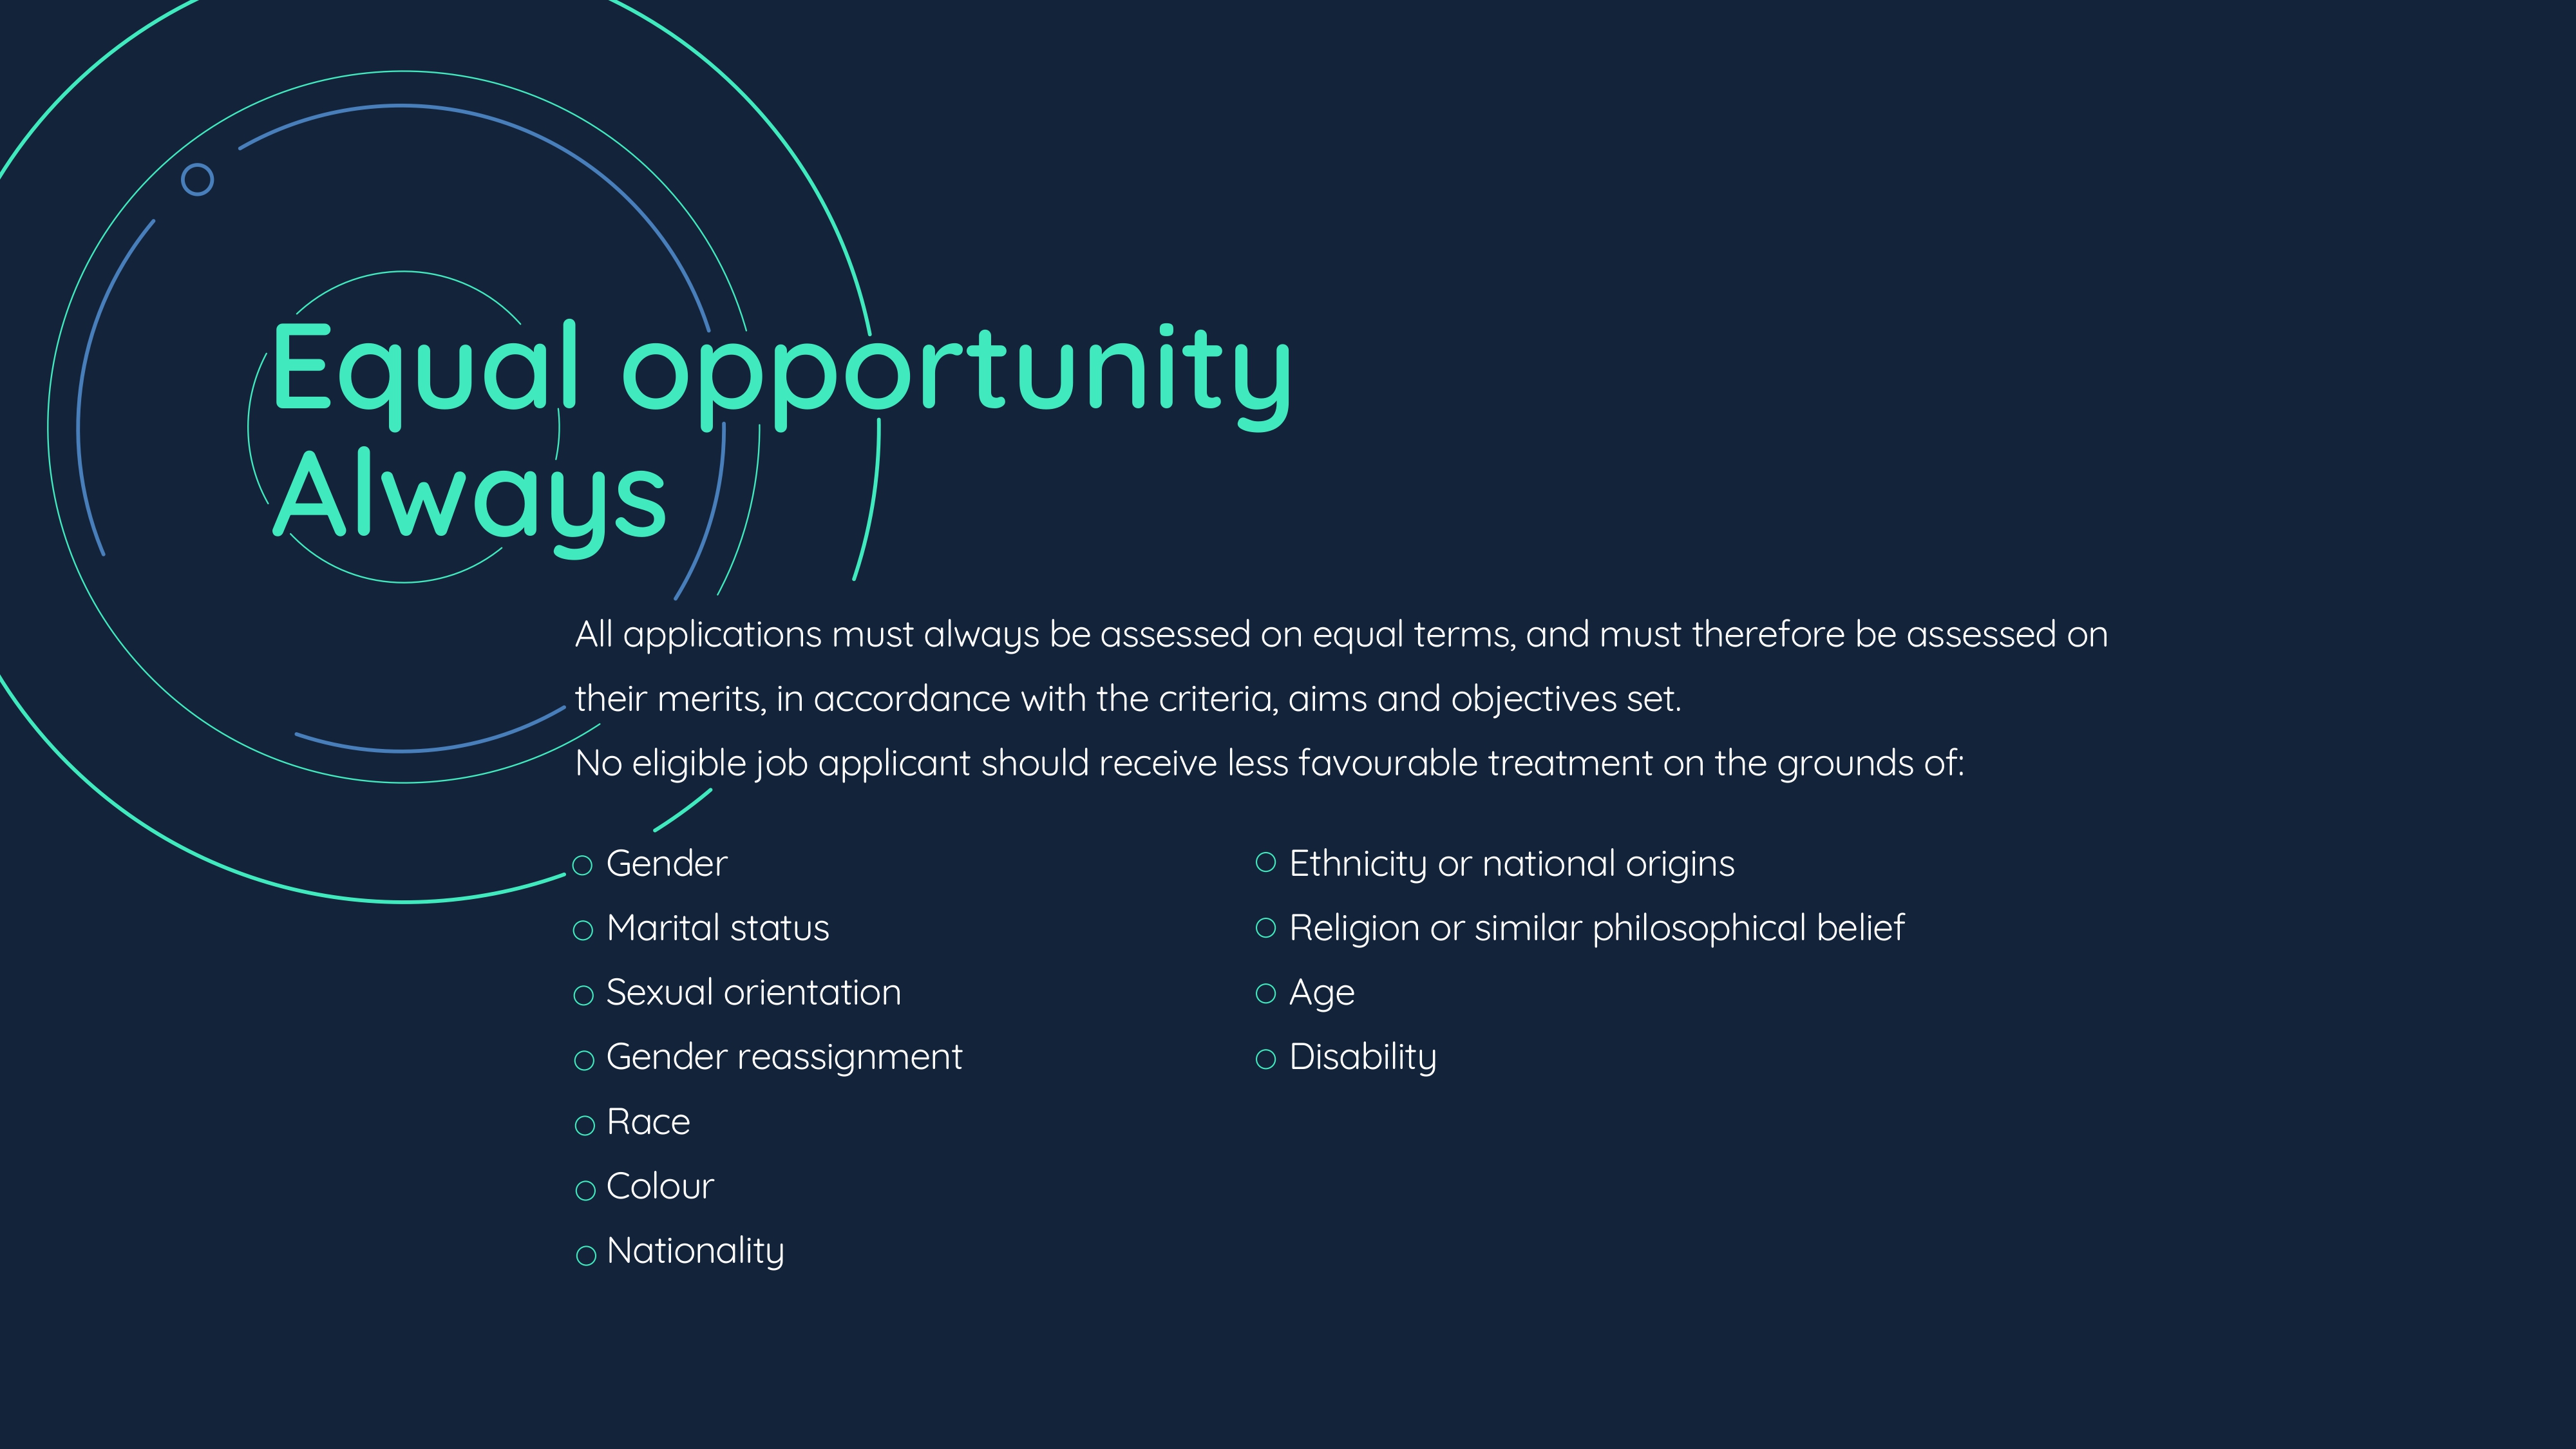 Equal opportunity
Always
All applications must always be assessed on equal terms, and must therefore be assessed on
their merits, in accordance with the criteria, aims and objectives set.
No eligible job applicant should receive less favourable treatment on the grounds of:
Gender
Marital status
Sexual orientation
Gender reassignment
Race
Colour
Nationality
Ethnicity or national origins
Religion or similar philosophical belief
Age
Disability